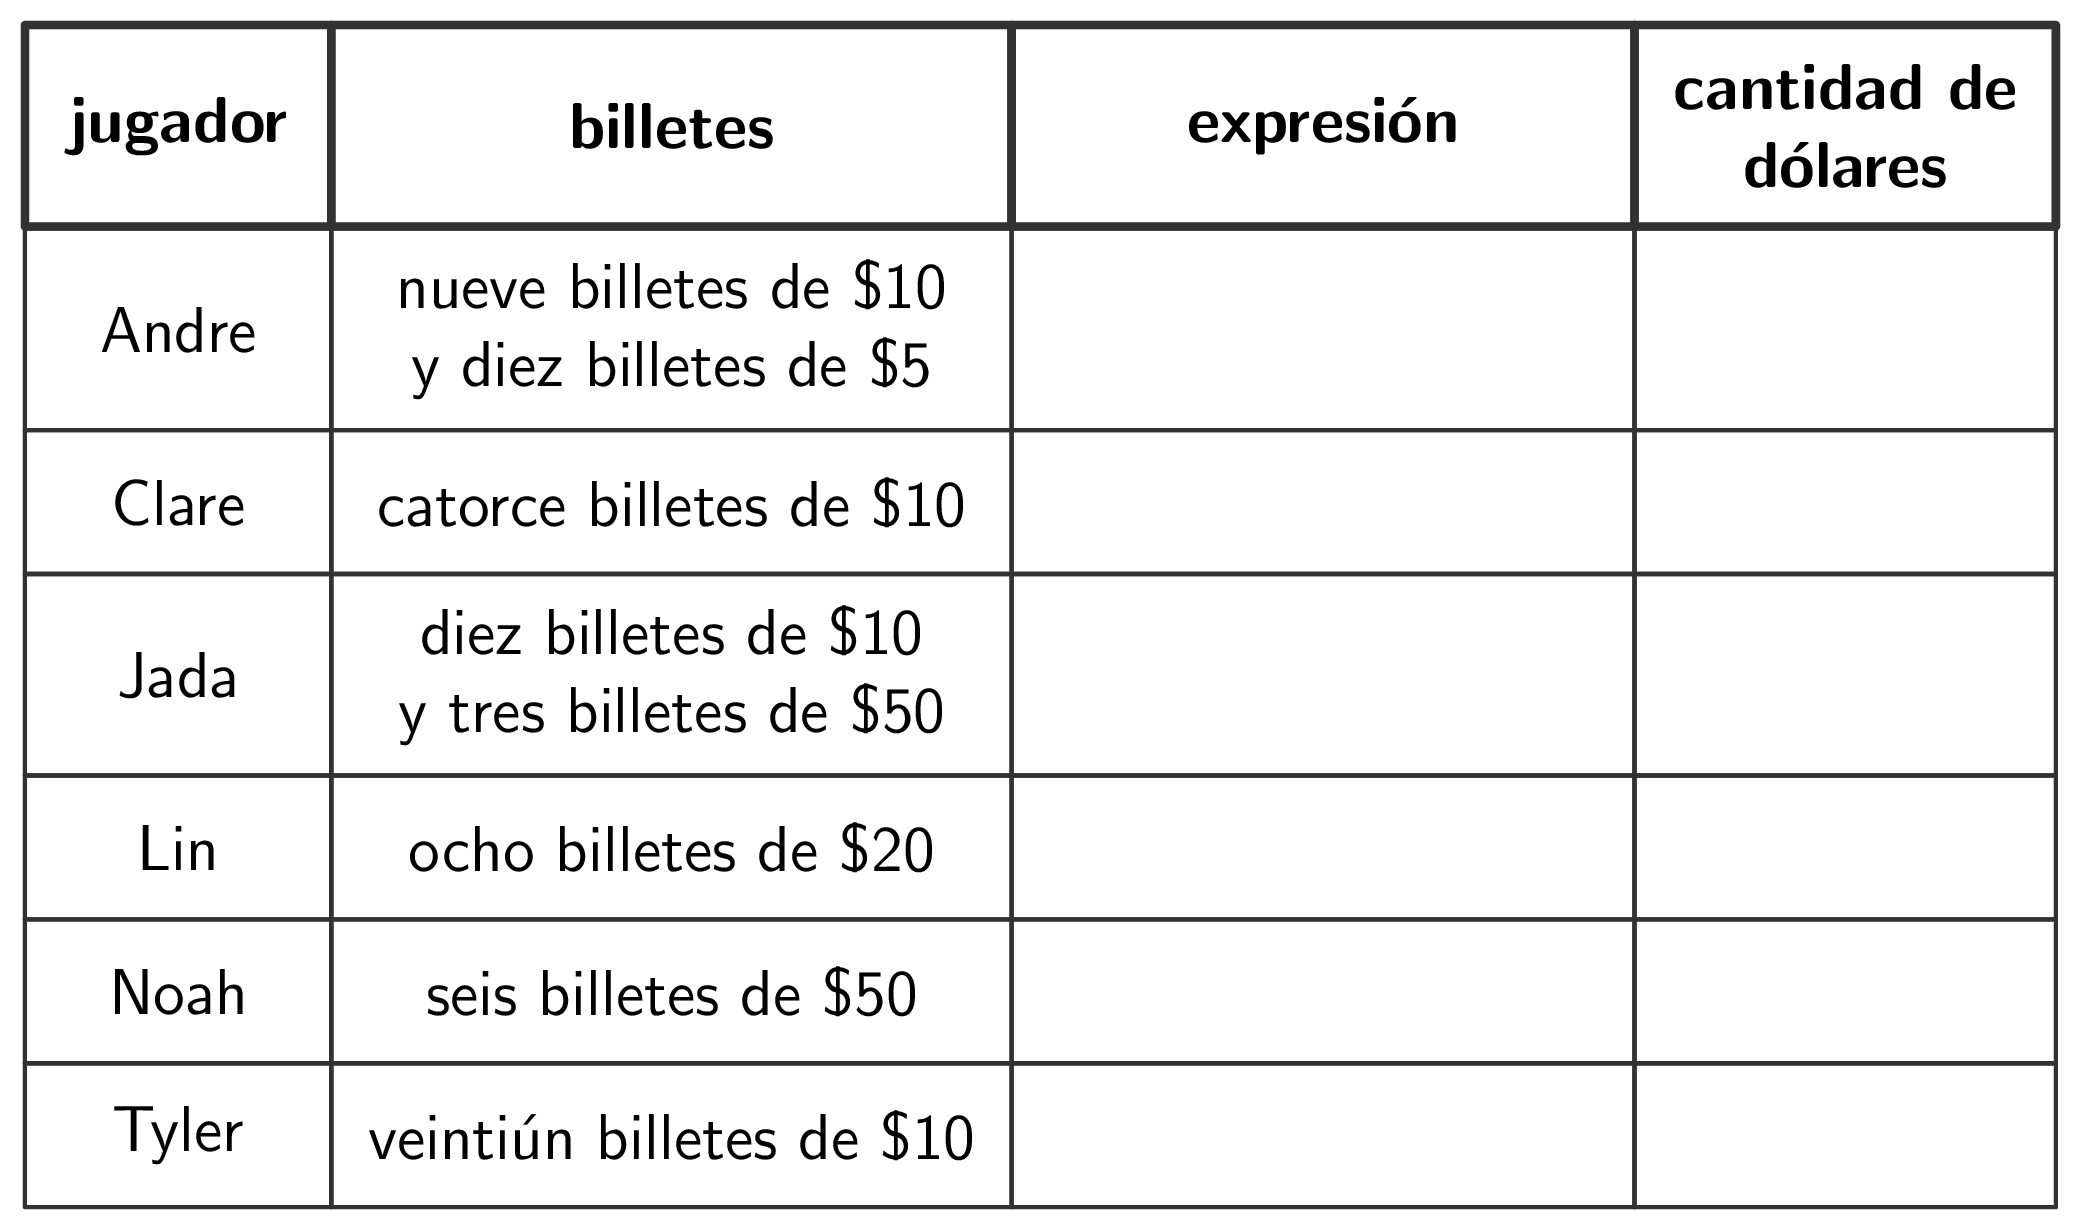 jugador
billetes
expresión
cantidad de
dólares
Andre
nueve billetes de $10
y diez billetes de $5
Clare
catorce billetes de $10
Jada
diez billetes de $10
y tres billetes de $50
Lin
ocho billetes de $20
Noah
seis billetes de $50
Tyler
veintiún billetes de $10